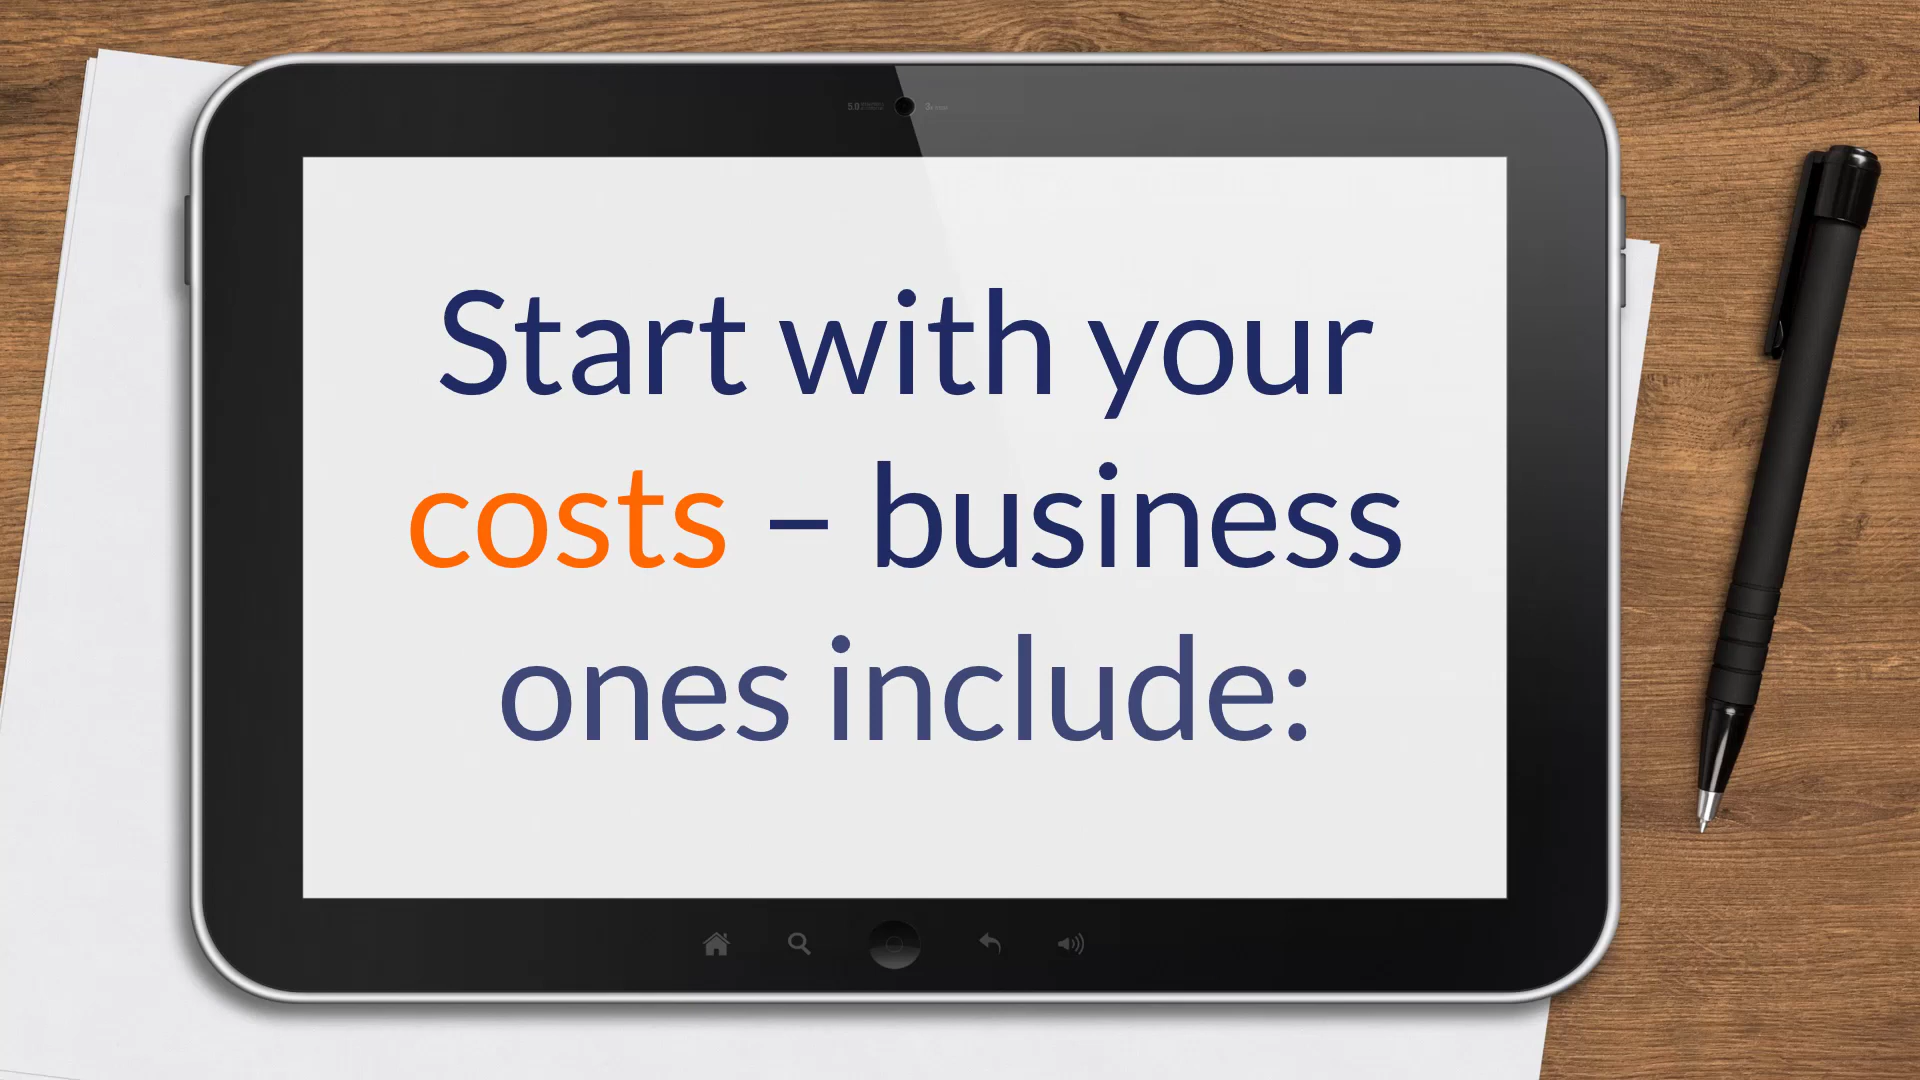 Start with your
costs – business
ones include: